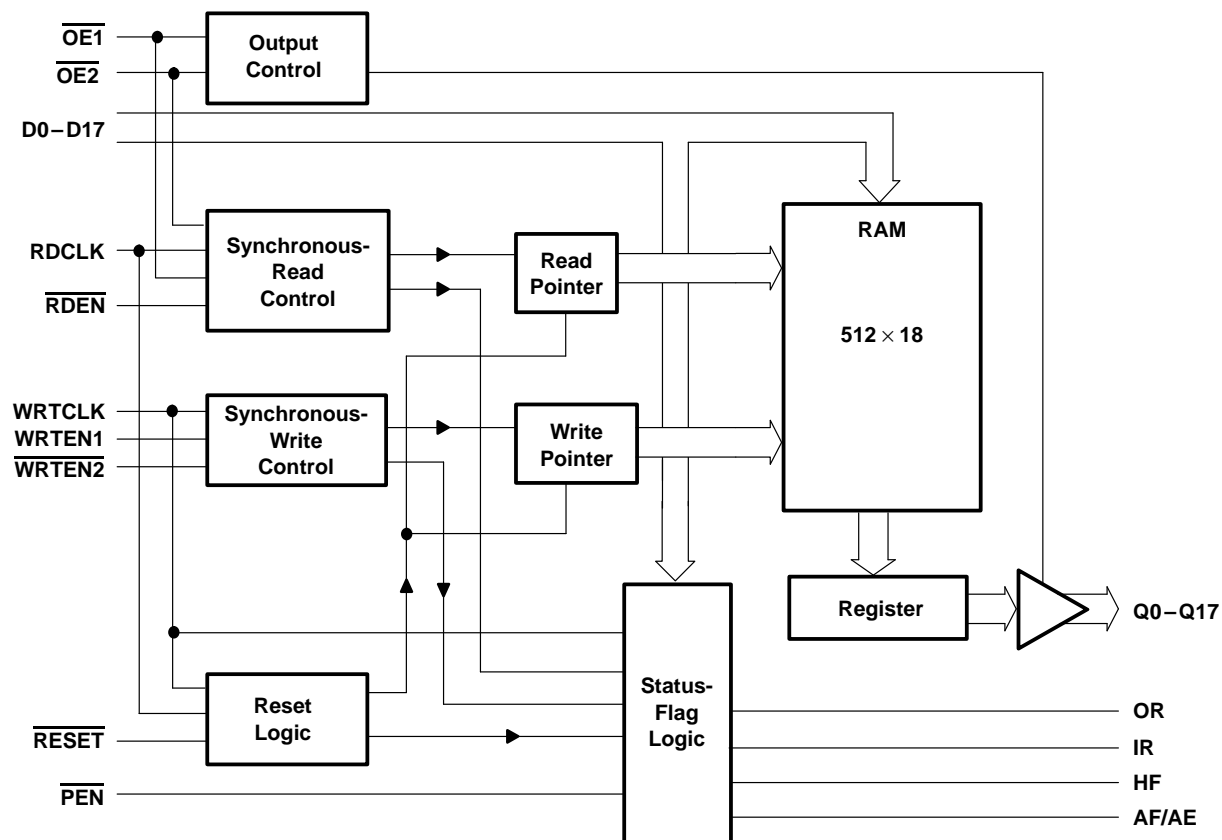 OE1
OE2
Output
Control
D0–D17
RDCLK
RDEN
Synchronous-
Read
Control
Read
Pointer
RAM
512 × 18
WRTCLK
WRTEN1
WRTEN2
Synchronous-
Write
Control
Write
Pointer
Register
Q0–Q17
RESET
Reset
Logic
PEN
Status-
Flag
Logic
OR
IR
HF
AF/AE